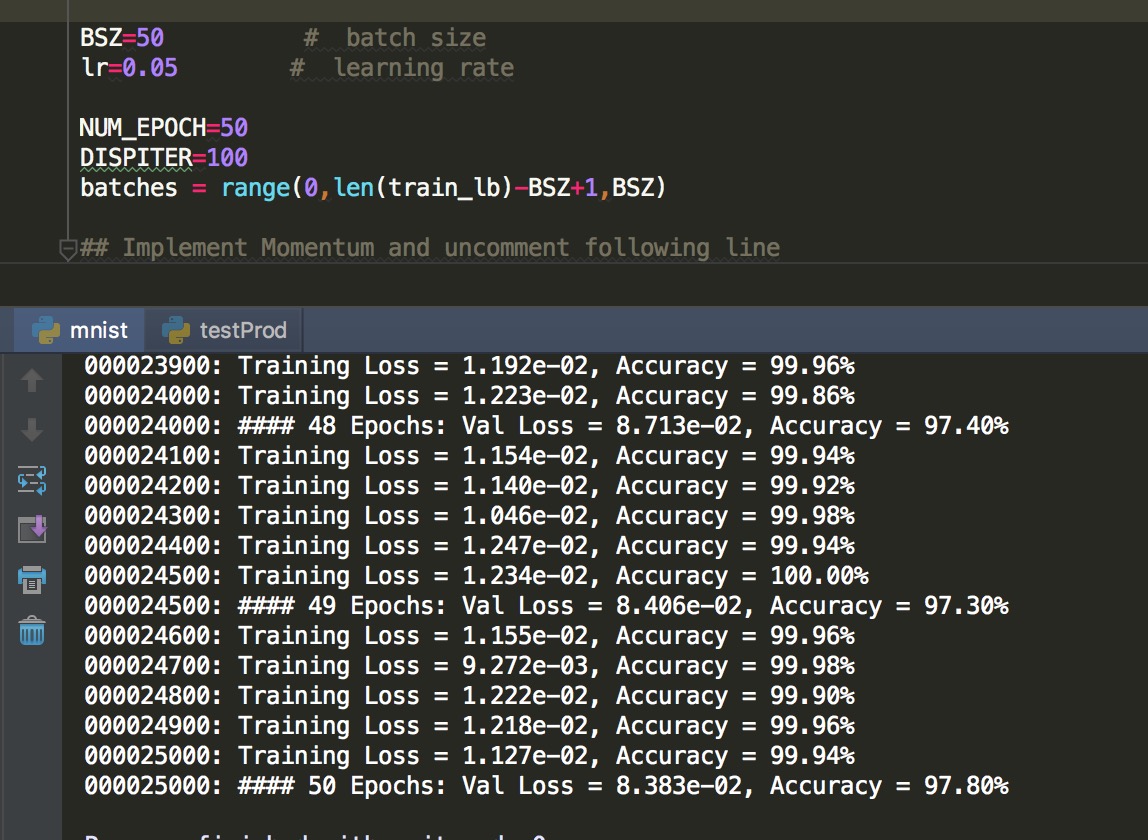 BSZ=50 # batch size
lr=0.05 # learning rate
NUM_EPOCH=50
DISPITER=100
batches = range(0,len(train_lb)-BSZ+1,BSZ)
## Implement Momentum and uncomment following line
mnist testProd
000023900: Training Loss = 1.192e-02, Accuracy = 99.96%
000024000: Training Loss = 1.223e-02, Accuracy = 99.86%
000024000: #### 48 Epochs: Val Loss = 8.713e-02, Accuracy = 97.40%
000024100: Training Loss = 1.154e-02, Accuracy = 99.94%
000024200: Training Loss = 1.140e-02, Accuracy = 99.92%
000024300: Training Loss = 1.046e-02, Accuracy = 99.98%
000024400: Training Loss = 1.247e-02, Accuracy = 99.94%
000024500: Training Loss = 1.234e-02, Accuracy = 100.00%
000024500: #### 49 Epochs: Val Loss = 8.406e-02, Accuracy = 97.30%
000024600: Training Loss = 1.155e-02, Accuracy = 99.96%
000024700: Training Loss = 9.272e-03, Accuracy = 99.98%
000024800: Training Loss = 1.222e-02, Accuracy = 99.90%
000024900: Training Loss = 1.218e-02, Accuracy = 99.96%
000025000: Training Loss = 1.127e-02, Accuracy = 99.94%
000025000: #### 50 Epochs: Val Loss = 8.383e-02, Accuracy = 97.80%